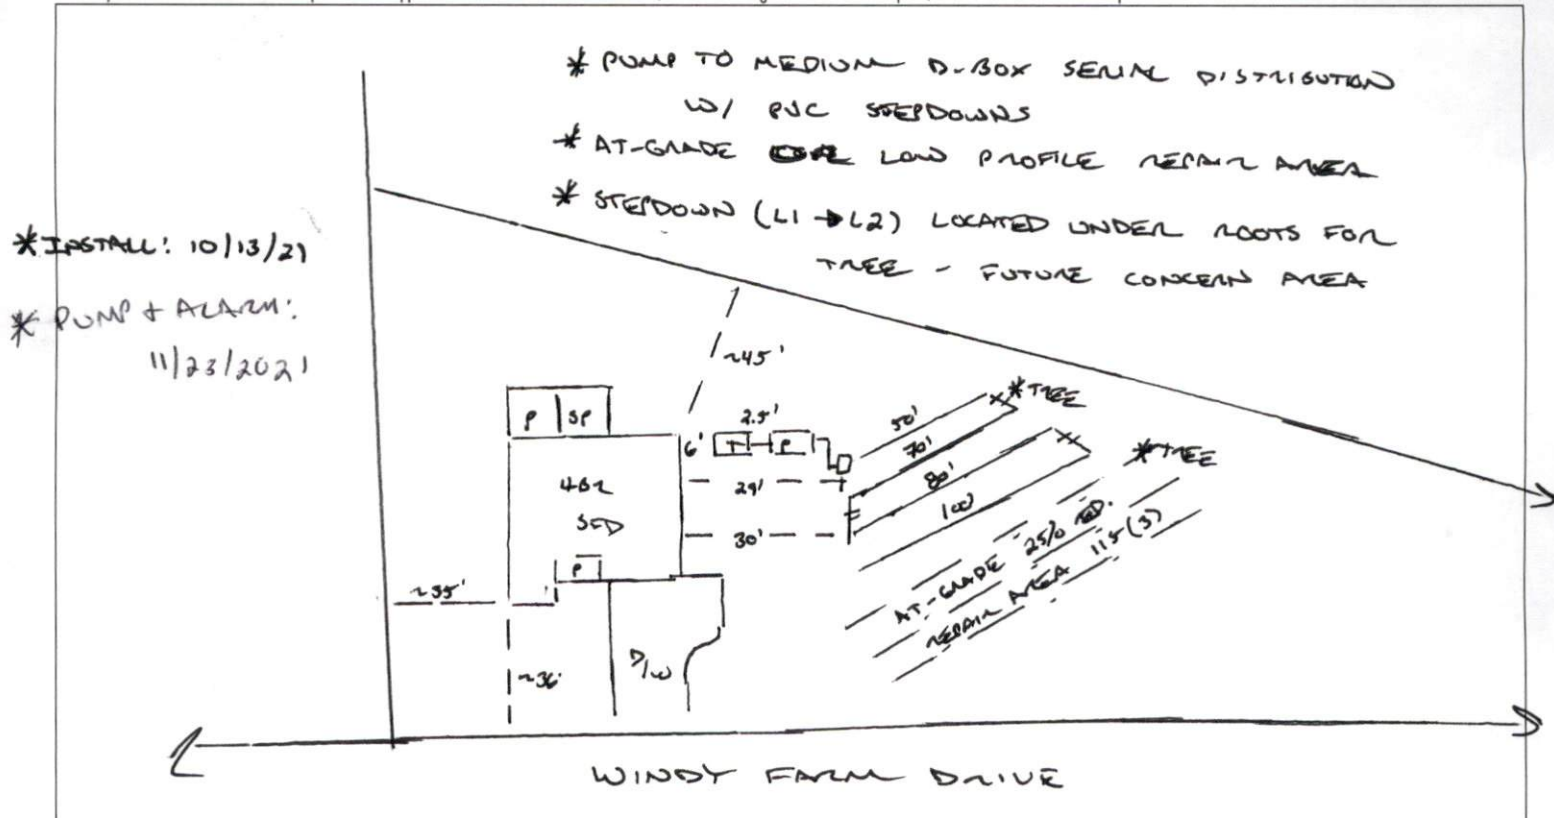 * PUMP TO MEDIUM D-BOX SERIAL DISTRIBUTION
W/ PVC STEPDOWNS
* AT-GRADE OR LOW PROFILE REPAIR AREA
* STEPDOWN (L1 → L2) LOCATED UNDER ROOTS FOR
TREE - FUTURE CONCERN AREA
* INSTALL: 10/13/21
* PUMP & ALARM:
11/23/2021
~45'
P SP
2.5'
6' T P
50'
* TREE
70'
80'
* TREE
100'
4BR
SFD
29'
30'
P
~35'
~36'
D/W
AT-GRADE 25% RED.
REPAIR AREA 115 (3)
WINDY FARM DRIVE